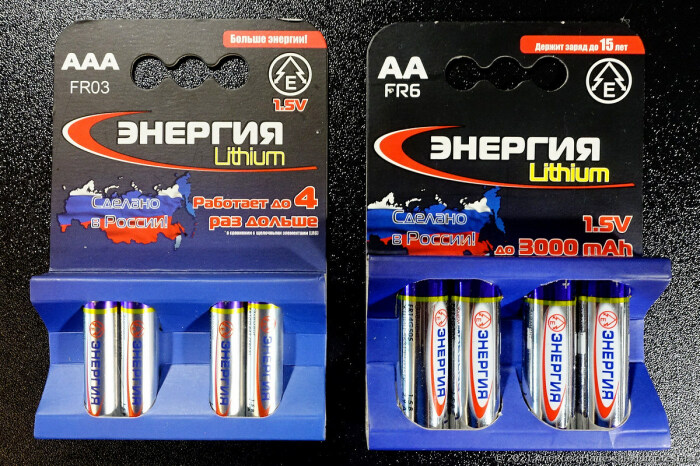 Больше энергии!
AAA
FR03
E
1.5V
ЭНЕРГИЯ
Lithium
Сделано
в России!
Работает до 4
раз дольше
ЭНЕРГИЯ
ЭНЕРГИЯ
ЭНЕРГИЯ
ЭНЕРГИЯ
Держит заряд до 15 лет
AA
FR6
E
ЭНЕРГИЯ
Lithium
Сделано
в России!
1.5V
до 3000 mAh
ЭНЕРГИЯ
ЭНЕРГИЯ
ЭНЕРГИЯ
ЭНЕРГИЯ